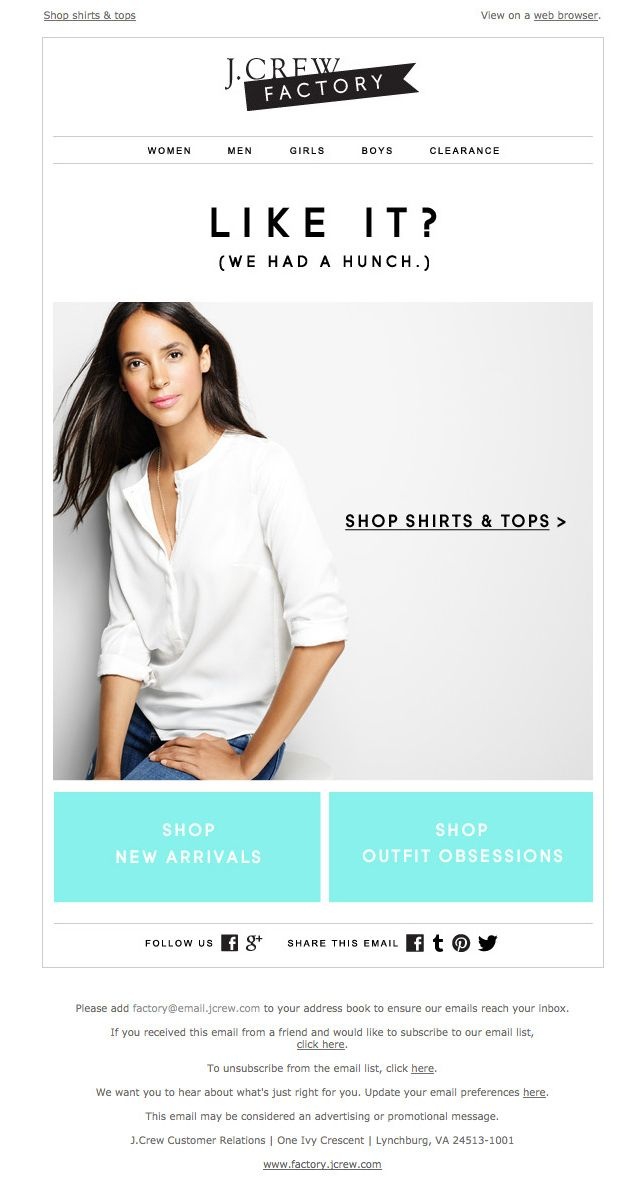 Shop shirts & tops
View on a web browser.
J.CREW
FACTORY
WOMEN MEN GIRLS BOYS CLEARANCE
LIKE IT?
(WE HAD A HUNCH.)
SHOP SHIRTS & TOPS >
SHOP
NEW ARRIVALS
SHOP
OUTFIT OBSESSIONS
FOLLOW US f g+ SHARE THIS EMAIL f t
Please add factory@email.jcrew.com to your address book to ensure our emails reach your inbox.
If you received this email from a friend and would like to subscribe to our email list,
click here.
To unsubscribe from the email list, click here.
We want you to hear about what's just right for you. Update your email preferences here.
This email may be considered an advertising or promotional message.
J.Crew Customer Relations | One Ivy Crescent | Lynchburg, VA 24513-1001
www.factory.jcrew.com